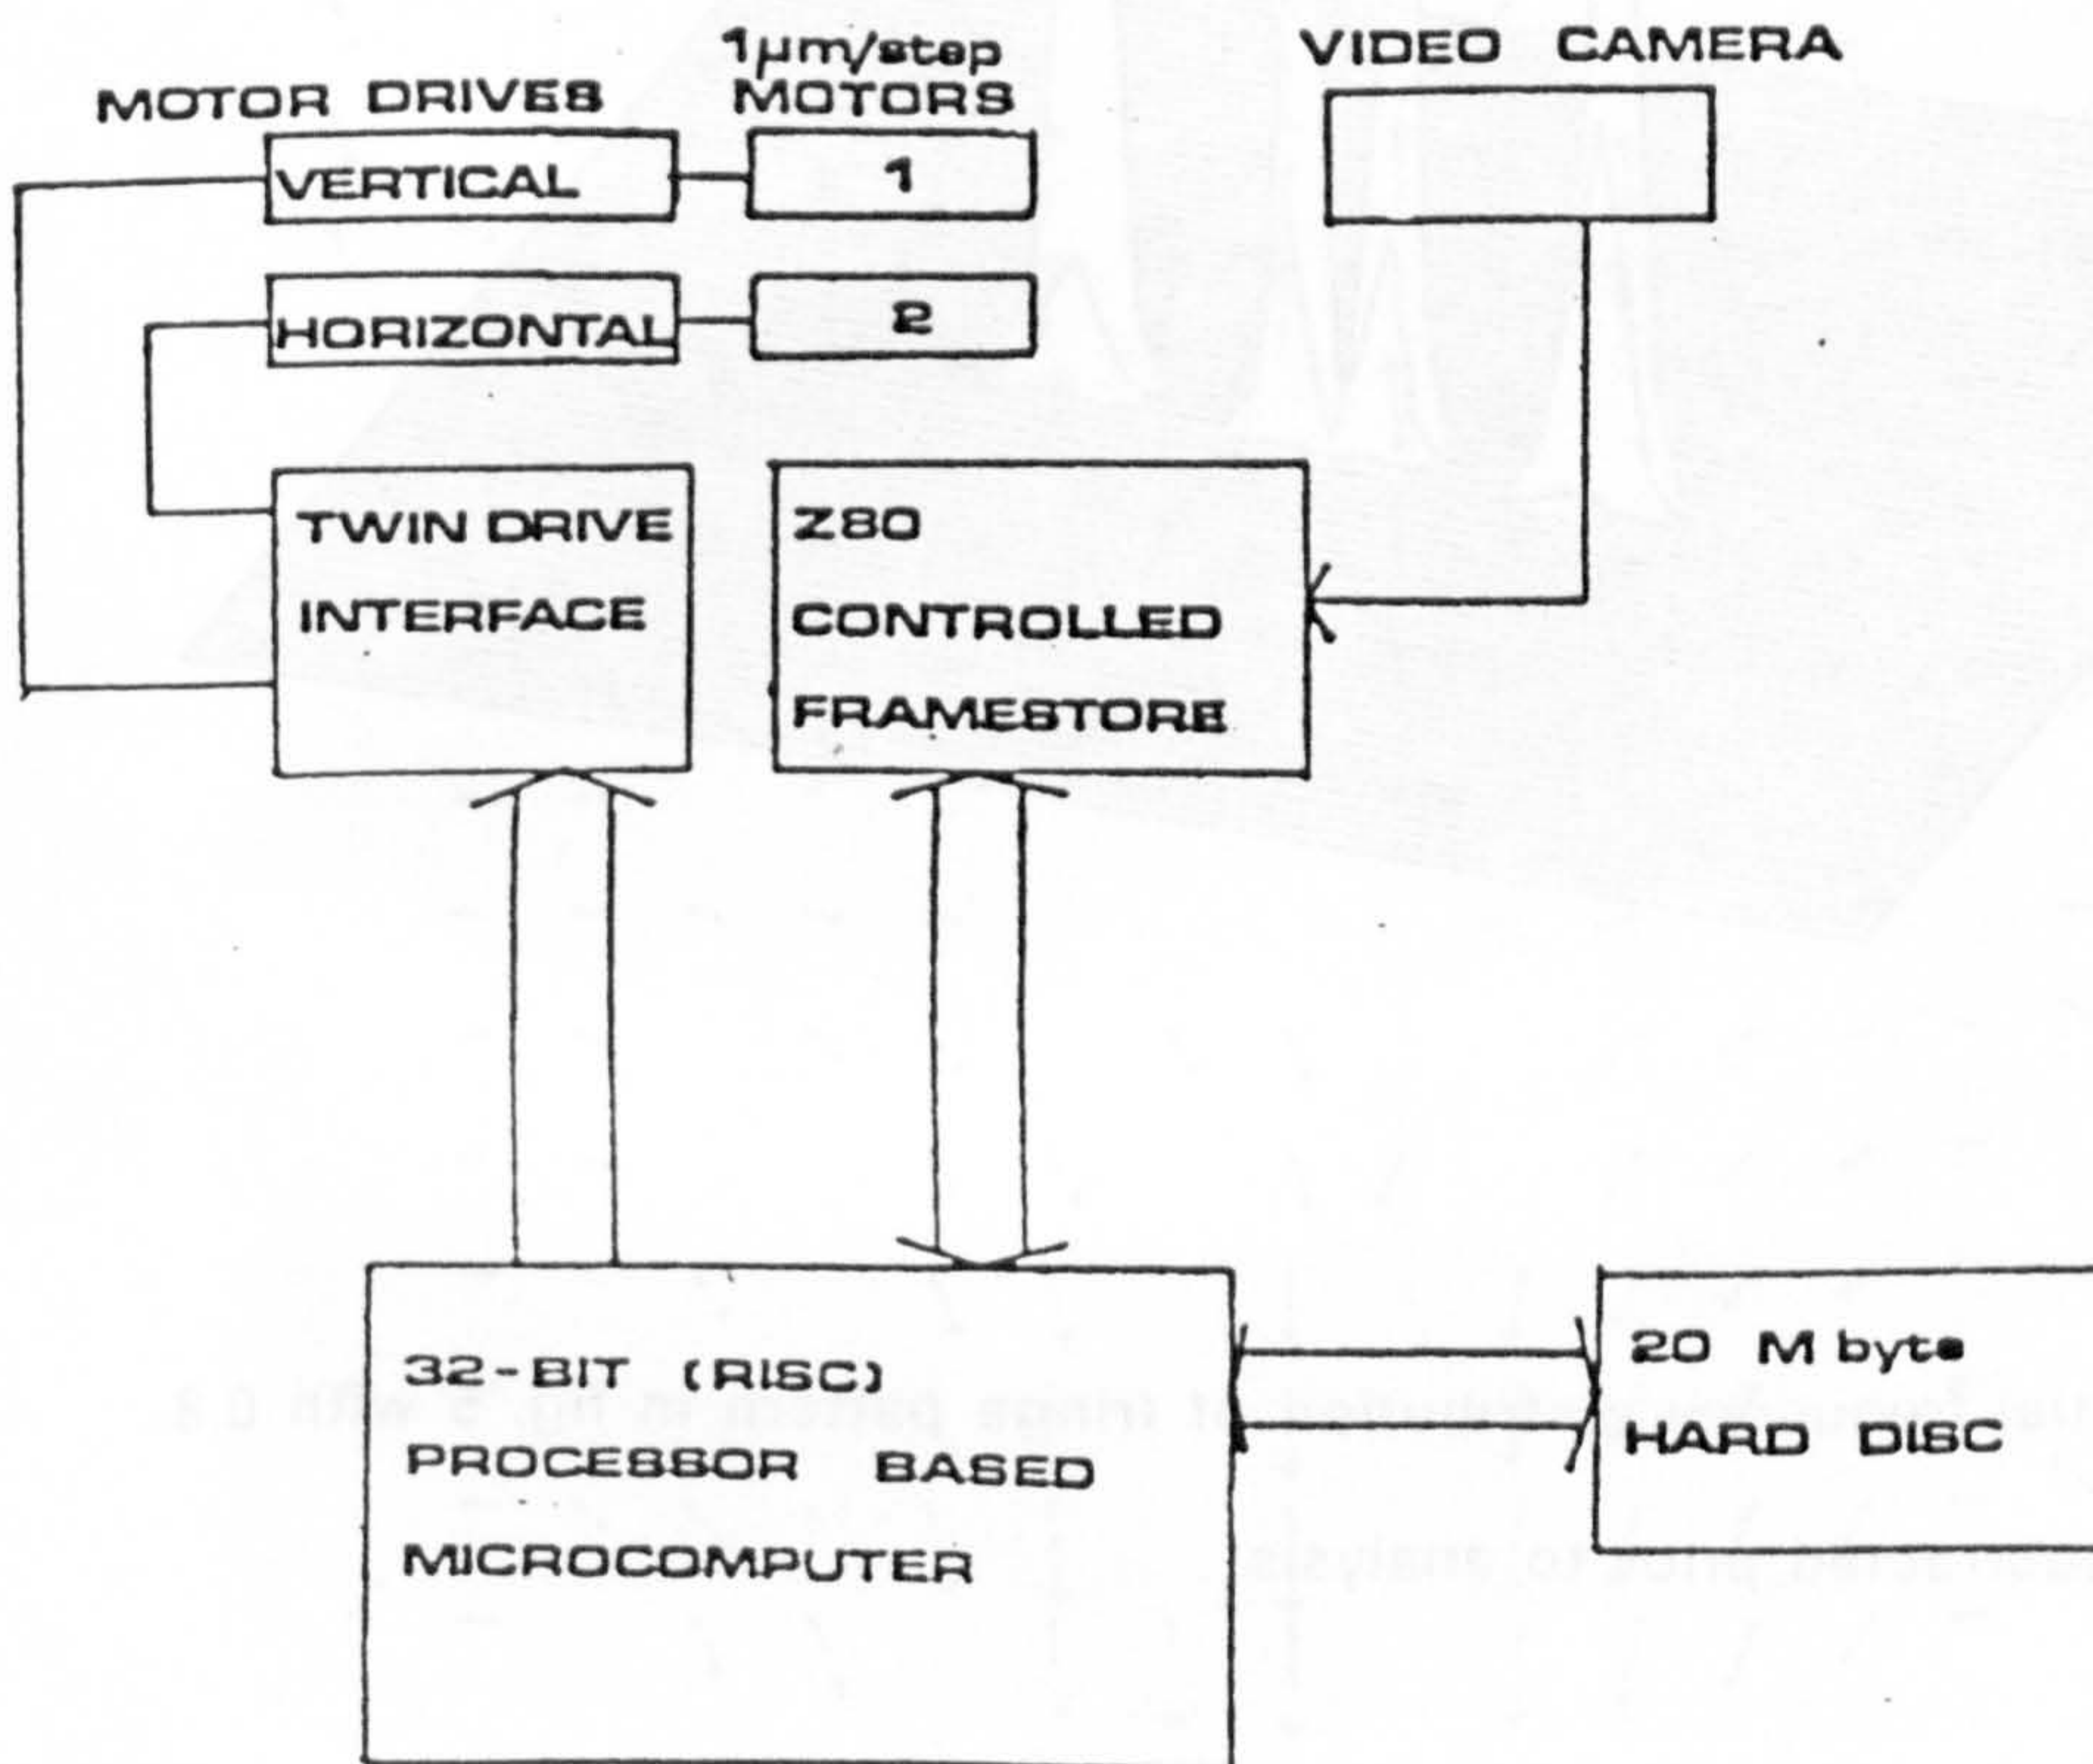 1µm/step
MOTOR DRIVES MOTORS
VIDEO CAMERA
VERTICAL
1
HORIZONTAL
2
TWIN DRIVE
INTERFACE
Z80
CONTROLLED
FRAMESTORE
32-BIT (RISC)
PROCESSOR BASED
MICROCOMPUTER
20 M byte
HARD DISC